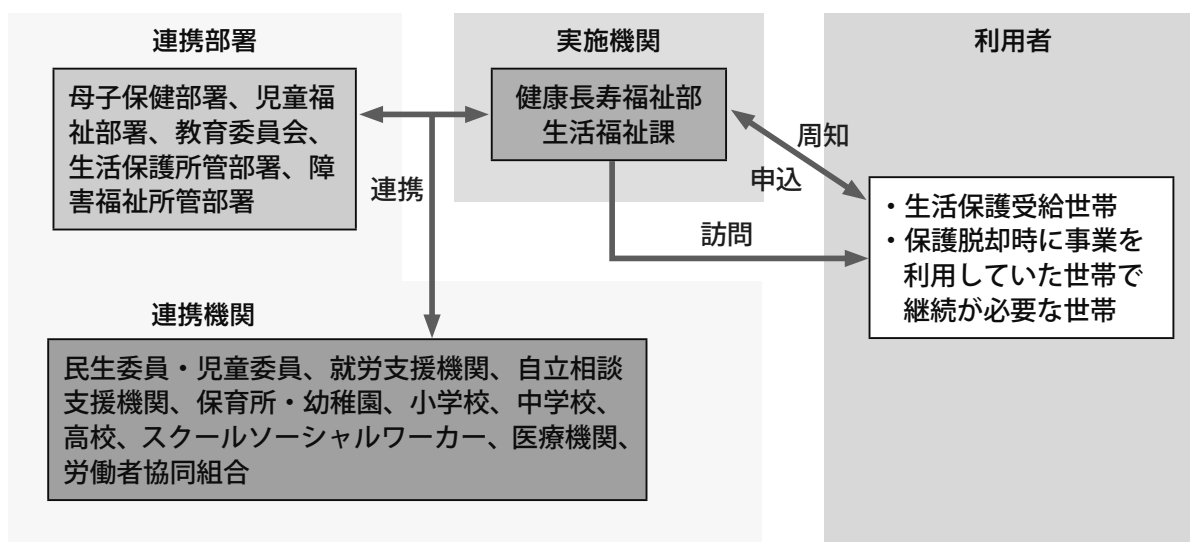 連携部署
母子保健部署、児童福
祉部署、教育委員会、
生活保護所管部署、障
害福祉所管部署
実施機関
健康長寿福祉部
生活福祉課
利用者
周知
申込
連携
訪問
・生活保護受給世帯
・保護脱却時に事業を
利用していた世帯で
継続が必要な世帯
連携機関
民生委員・児童委員、就労支援機関、自立相談
支援機関、保育所・幼稚園、小学校、中学校、
高校、スクールソーシャルワーカー、医療機関、
労働者協同組合